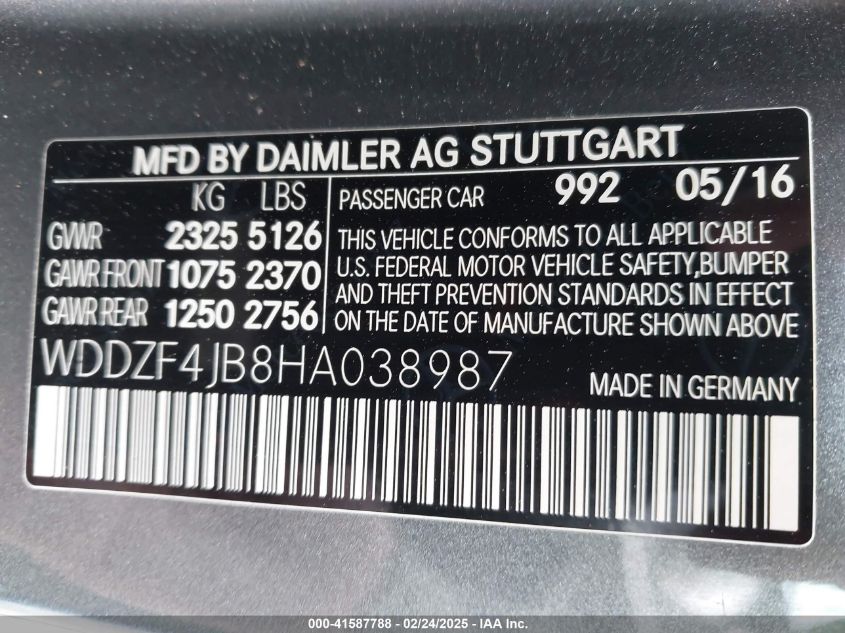 MFD BY DAIMLER AG STUTTGART
KG LBS
GVWR 2325 5126
GAWR FRONT 1075 2370
GAWR REAR 1250 2756
PASSENGER CAR 992 05/16
THIS VEHICLE CONFORMS TO ALL APPLICABLE
U.S. FEDERAL MOTOR VEHICLE SAFETY,BUMPER
AND THEFT PREVENTION STANDARDS IN EFFECT
ON THE DATE OF MANUFACTURE SHOWN ABOVE
WDDZF4JB8HA038987
MADE IN GERMANY
000-41587788 - 02/24/2025 - IAA Inc.